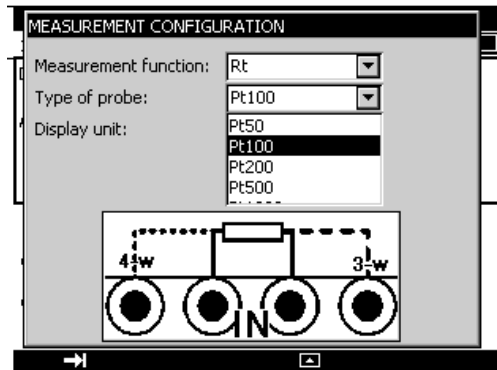 MEASUREMENT CONFIGURATION
Measurement function: Rt
Type of probe: Pt100
Display unit:
Pt50
Pt100
Pt200
Pt500
4-w 3-w
IN